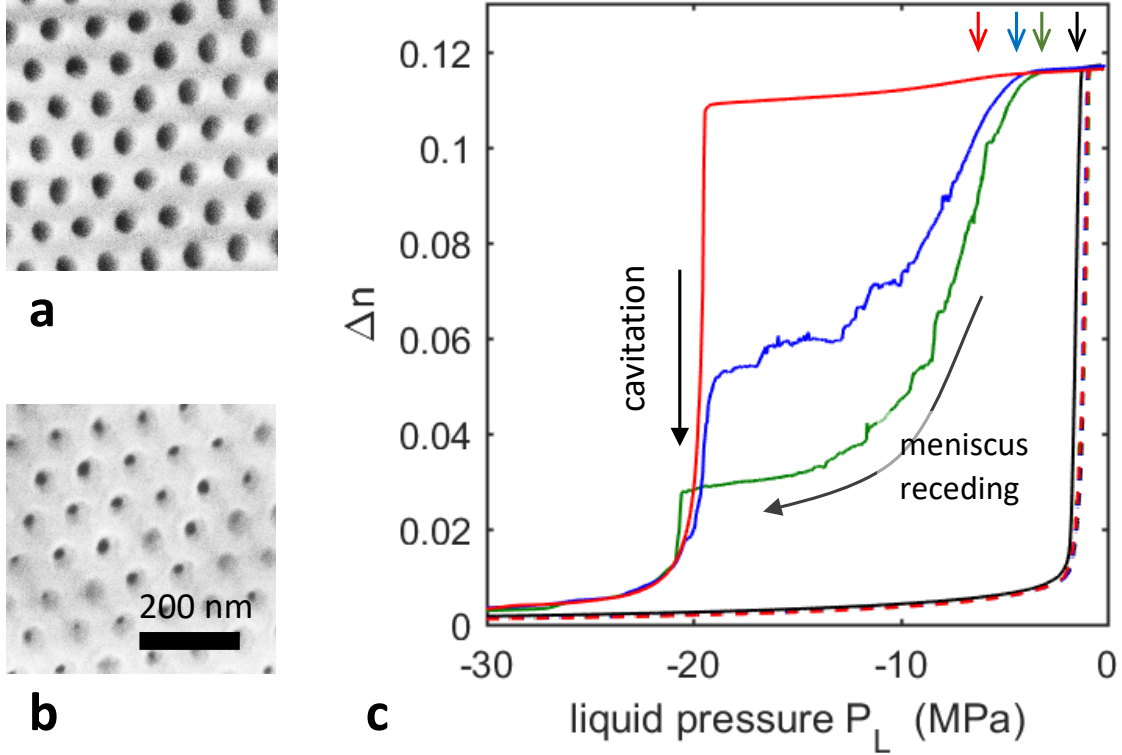 a
200 nm
b
0.12
0.1
0.08
0.06
0.04
0.02
0
Δn
cavitation
meniscus
receding
-30
-20
-10
0
c
liquid pressure P_L (MPa)